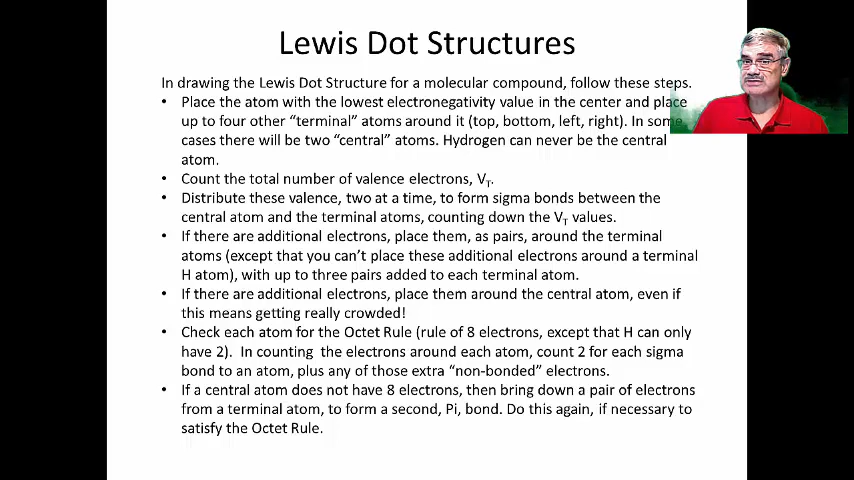 Lewis Dot Structures
In drawing the Lewis Dot Structure for a molecular compound, follow these steps.
• Place the atom with the lowest electronegativity value in the center and place
up to four other “terminal” atoms around it (top, bottom, left, right). In some
cases there will be two “central” atoms. Hydrogen can never be the central
atom.
• Count the total number of valence electrons, VT.
• Distribute these valence, two at a time, to form sigma bonds between the
central atom and the terminal atoms, counting down the VT values.
• If there are additional electrons, place them, as pairs, around the terminal
atoms (except that you can’t place these additional electrons around a terminal
H atom), with up to three pairs added to each terminal atom.
• If there are additional electrons, place them around the central atom, even if
this means getting really crowded!
• Check each atom for the Octet Rule (rule of 8 electrons, except that H can only
have 2). In counting the electrons around each atom, count 2 for each sigma
bond to an atom, plus any of those extra “non-bonded” electrons.
• If a central atom does not have 8 electrons, then bring down a pair of electrons
from a terminal atom, to form a second, Pi, bond. Do this again, if necessary to
satisfy the Octet Rule.